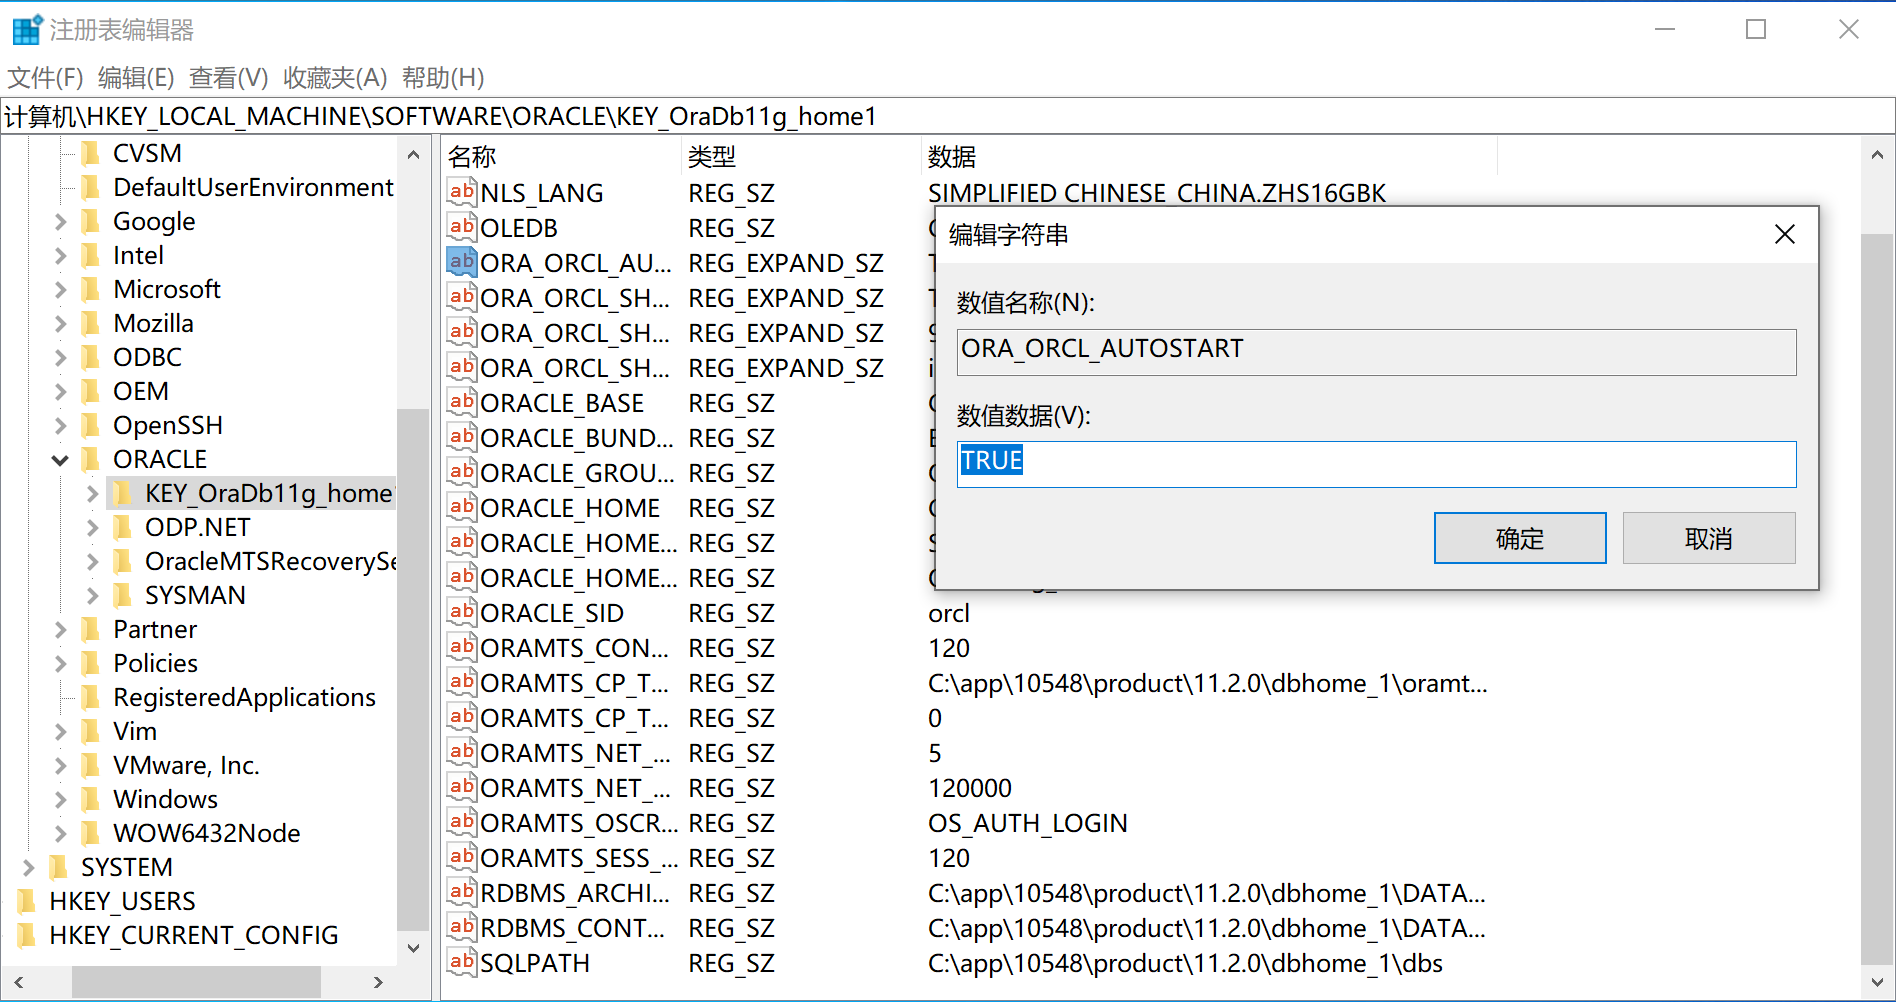 注册表编辑器
文件(F) 编辑(E) 查看(V) 收藏夹(A) 帮助(H)
计算机\HKEY_LOCAL_MACHINE\SOFTWARE\ORACLE\KEY_OraDb11g_home1
CVSM
DefaultUserEnvironment
Google
Intel
Microsoft
Mozilla
ODBC
OEM
OpenSSH
ORACLE
KEY_OraDb11g_home
ODP.NET
OracleMTSRecoverySe
SYSMAN
Partner
Policies
RegisteredApplications
Vim
VMware, Inc.
Windows
WOW6432Node
SYSTEM
HKEY_USERS
HKEY_CURRENT_CONFIG
名称 类型 数据
NLS_LANG REG_SZ SIMPLIFIED CHINESE_CHINA.ZHS16GBK
OLEDB REG_SZ
ORA_ORCL_AU... REG_EXPAND_SZ
ORA_ORCL_SH... REG_EXPAND_SZ
ORA_ORCL_SH... REG_EXPAND_SZ
ORA_ORCL_SH... REG_EXPAND_SZ
ORACLE_BASE REG_SZ
ORACLE_BUND... REG_SZ
ORACLE_GROU... REG_SZ
ORACLE_HOME REG_SZ
ORACLE_HOME... REG_SZ
ORACLE_HOME... REG_SZ
ORACLE_SID REG_SZ orcl
ORAMTS_CON... REG_SZ 120
ORAMTS_CP_T... REG_SZ C:\app\10548\product\11.2.0\dbhome_1\oramt...
ORAMTS_CP_T... REG_SZ 0
ORAMTS_NET_... REG_SZ 5
ORAMTS_NET_... REG_SZ 120000
ORAMTS_OSCR... REG_SZ OS_AUTH_LOGIN
ORAMTS_SESS_... REG_SZ 120
RDBMS_ARCHI... REG_SZ C:\app\10548\product\11.2.0\dbhome_1\DATA...
RDBMS_CONT... REG_SZ C:\app\10548\product\11.2.0\dbhome_1\DATA...
SQLPATH REG_SZ C:\app\10548\product\11.2.0\dbhome_1\dbs
编辑字符串
数值名称(N):
ORA_ORCL_AUTOSTART
数值数据(V):
TRUE
确定 取消